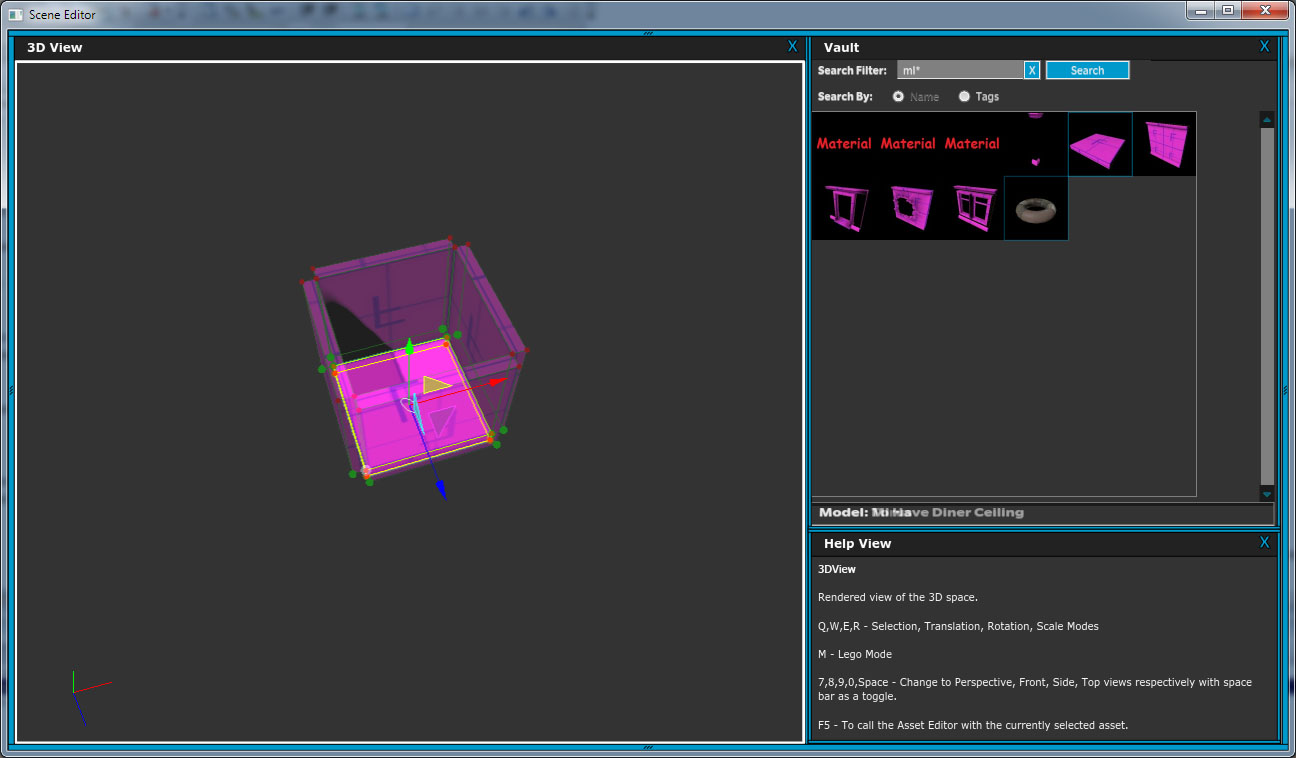 Scene Editor
3D View
X
Vault
X
Search Filter:
ml*
X
Search
Search By:
Name
Tags
Material Material Material
Model:
Diner Ceiling
Help View
X
3DView
Rendered view of the 3D space.
Q,W,E,R - Selection, Translation, Rotation, Scale Modes
M - Lego Mode
7,8,9,0,Space - Change to Perspective, Front, Side, Top views respectively with space
bar as a toggle.
F5 - To call the Asset Editor with the currently selected asset.